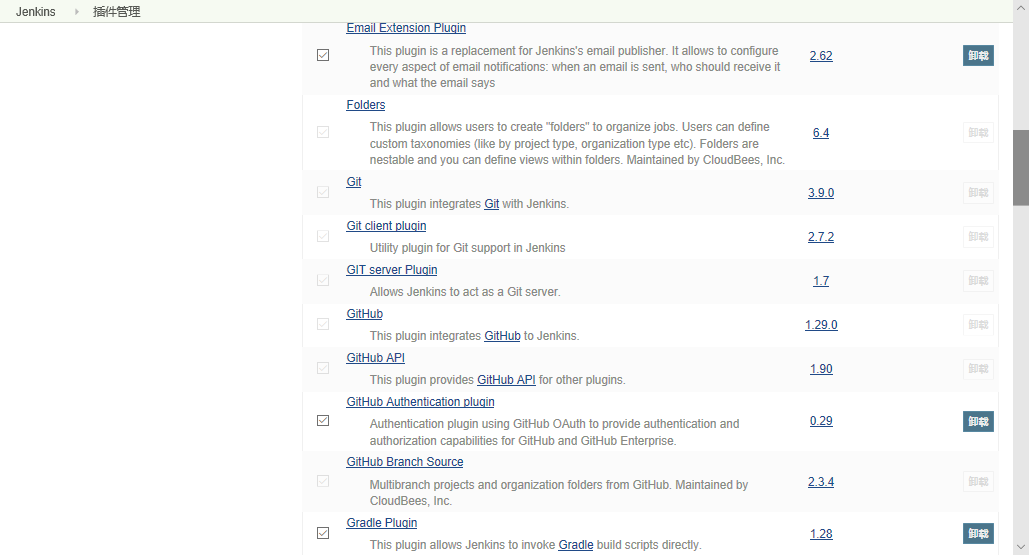 Jenkins 插件管理
Email Extension Plugin
This plugin is a replacement for Jenkins's email publisher. It allows to configure
every aspect of email notifications: when an email is sent, who should receive it
and what the email says
2.62
卸载
Folders
This plugin allows users to create "folders" to organize jobs. Users can define
custom taxonomies (like by project type, organization type etc). Folders are
nestable and you can define views within folders. Maintained by CloudBees, Inc.
6.4
卸载
Git
This plugin integrates Git with Jenkins.
3.9.0
卸载
Git client plugin
Utility plugin for Git support in Jenkins
2.7.2
卸载
GIT server Plugin
Allows Jenkins to act as a Git server.
1.7
卸载
GitHub
This plugin integrates GitHub to Jenkins.
1.29.0
卸载
GitHub API
This plugin provides GitHub API for other plugins.
1.90
卸载
GitHub Authentication plugin
Authentication plugin using GitHub OAuth to provide authentication and
authorization capabilities for GitHub and GitHub Enterprise.
0.29
卸载
GitHub Branch Source
Multibranch projects and organization folders from GitHub. Maintained by
CloudBees, Inc.
2.3.4
卸载
Gradle Plugin
This plugin allows Jenkins to invoke Gradle build scripts directly.
1.28
卸载